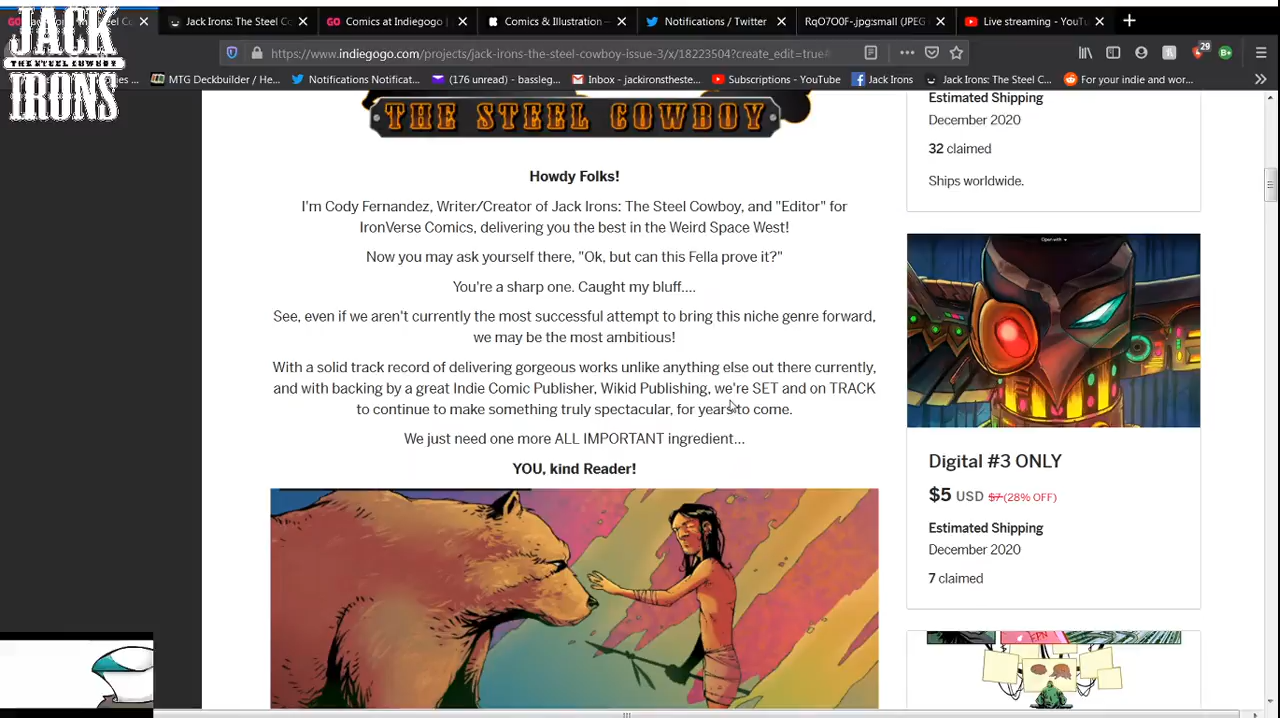 Jack Irons: The Steel Co
Comics at Indiegogo |
Comics & Illustration —
Notifications / Twitter
RqO7O0F-.jpg:small (JPEG I
Live streaming - YouTu
JACK
THE STEEL COWBOY
IRONS
https://www.indiegogo.com/projects/jack-irons-the-steel-cowboy-issue-3/x/18223504?create_edit=true#
29
MTG Deckbuilder / He...
Notifications Notificat...
(176 unread) - bassleg...
Inbox - jackironstheste...
Subscriptions - YouTube
Jack Irons
Jack Irons: The Steel C...
For your indie and wor...
THE STEEL COWBOY
Howdy Folks!
I'm Cody Fernandez, Writer/Creator of Jack Irons: The Steel Cowboy, and "Editor" for
IronVerse Comics, delivering you the best in the Weird Space West!
Now you may ask yourself there, "Ok, but can this Fella prove it?"
You're a sharp one. Caught my bluff....
See, even if we aren't currently the most successful attempt to bring this niche genre forward,
we may be the most ambitious!
With a solid track record of delivering gorgeous works unlike anything else out there currently,
and with backing by a great Indie Comic Publisher, Wikid Publishing, we're SET and on TRACK
to continue to make something truly spectacular, for years to come.
We just need one more ALL IMPORTANT ingredient...
YOU, kind Reader!
Estimated Shipping
December 2020
32 claimed
Ships worldwide.
Open with
Digital #3 ONLY
$5 USD $7 (28% OFF)
Estimated Shipping
December 2020
7 claimed